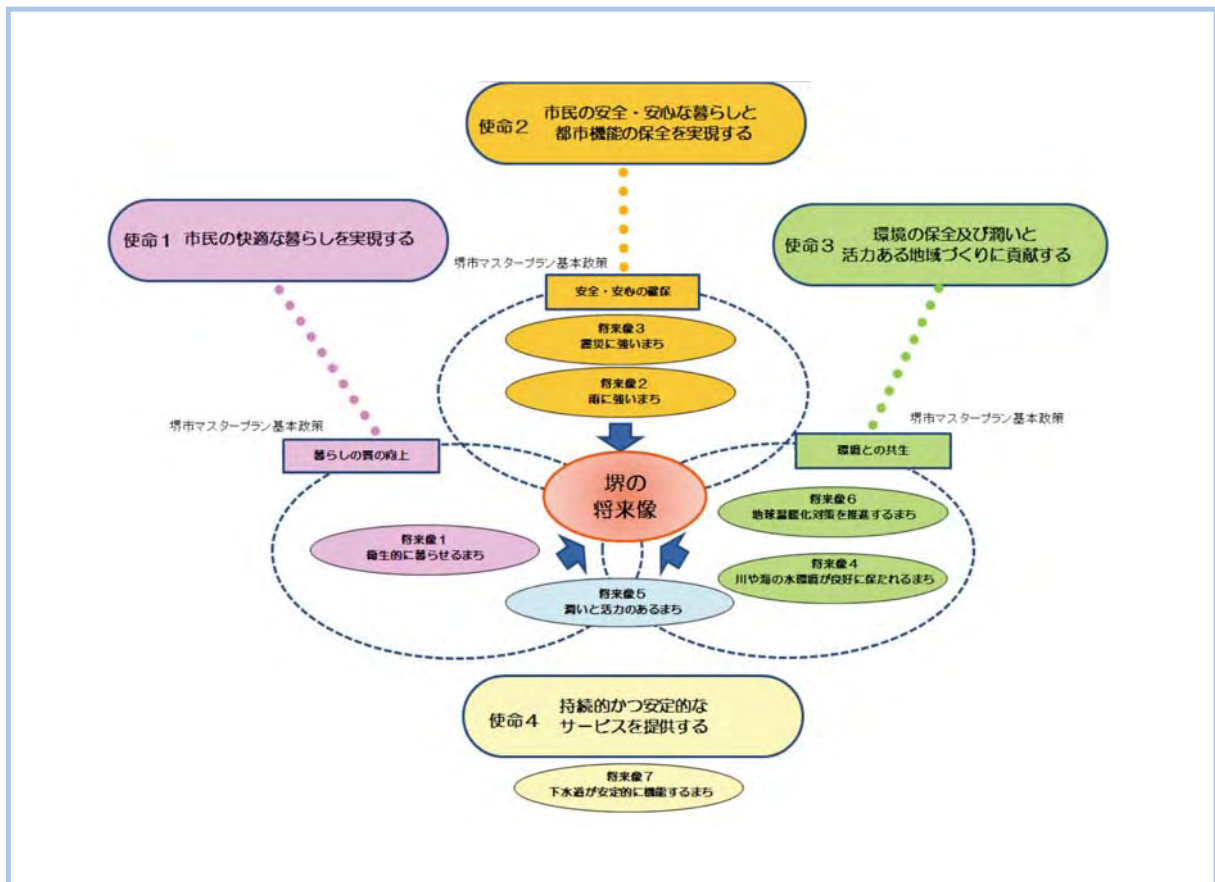 使命2
市民の安全・安心な暮らしと
都市機能の保全を実現する
使命1 市民の快適な暮らしを実現する
使命3
環境の保全及び潤いと
活力ある地域づくりに貢献する
堺市マスタープラン基本政策
安全・安心の確保
将来像3
震災に強いまち
将来像2
雨に強いまち
堺市マスタープラン基本政策
暮らしの質の向上
堺市マスタープラン基本政策
環境との共生
堺の
将来像
将来像6
地球温暖化対策を推進するまち
将来像1
衛生的に暮らせるまち
将来像4
川や海の水環境が良好に保たれるまち
将来像5
潤いと活力のあるまち
使命4
持続的かつ安定的な
サービスを提供する
将来像7
下水道が安定的に機能するまち